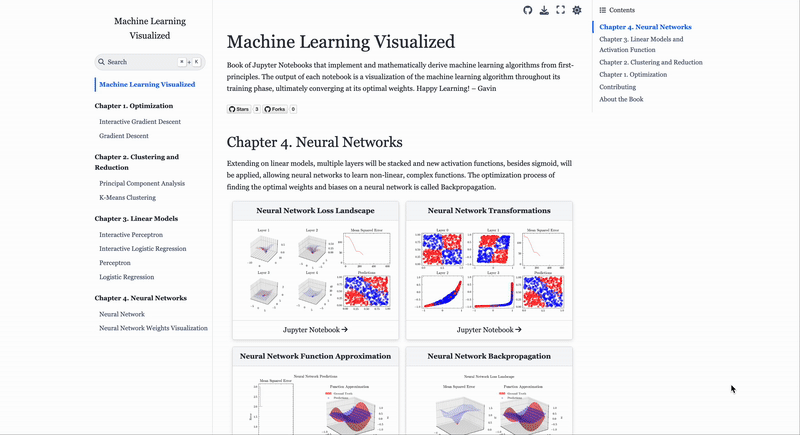 Machine Learning
Visualized
Search
⌘ + K
Machine Learning Visualized
Chapter 1. Optimization
Interactive Gradient Descent
Gradient Descent
Chapter 2. Clustering and
Reduction
Principal Component Analysis
K-Means Clustering
Chapter 3. Linear Models
Interactive Perceptron
Interactive Logistic Regression
Perceptron
Logistic Regression
Chapter 4. Neural Networks
Neural Network
Neural Network Weights Visualization
Machine Learning Visualized
Book of Jupyter Notebooks that implement and mathematically derive machine learning algorithms from first-
principles. The output of each notebook is a visualization of the machine learning algorithm throughout its
training phase, ultimately converging at its optimal weights. Happy Learning! – Gavin
Stars 3 Forks 0
Chapter 4. Neural Networks
Extending on linear models, multiple layers will be stacked and new activation functions, besides sigmoid, will
be applied, allowing neural networks to learn non-linear, complex functions. The optimization process of
finding the optimal weights and biases on a neural network is called Backpropagation.
Neural Network Loss Landscape
Layer 1 Layer 2 Mean Squared Error
Layer 3 Layer 4 Predictions
Jupyter Notebook →
Neural Network Transformations
Layer 0 Layer 1 Mean Squared Error
Layer 2 Layer 3 Predictions
Jupyter Notebook →
Neural Network Function Approximation
Neural Network Predictions
Mean Squared Error
Function Approximation
Ground Truth
Predictions
Neural Network Backpropagation
Neural Network Loss Landscape
Mean Squared Error
Function Approximation
Ground Truth
Predictions
Contents
Chapter 4. Neural Networks
Chapter 3. Linear Models and
Activation Function
Chapter 2. Clustering and Reduction
Chapter 1. Optimization
Contributing
About the Book